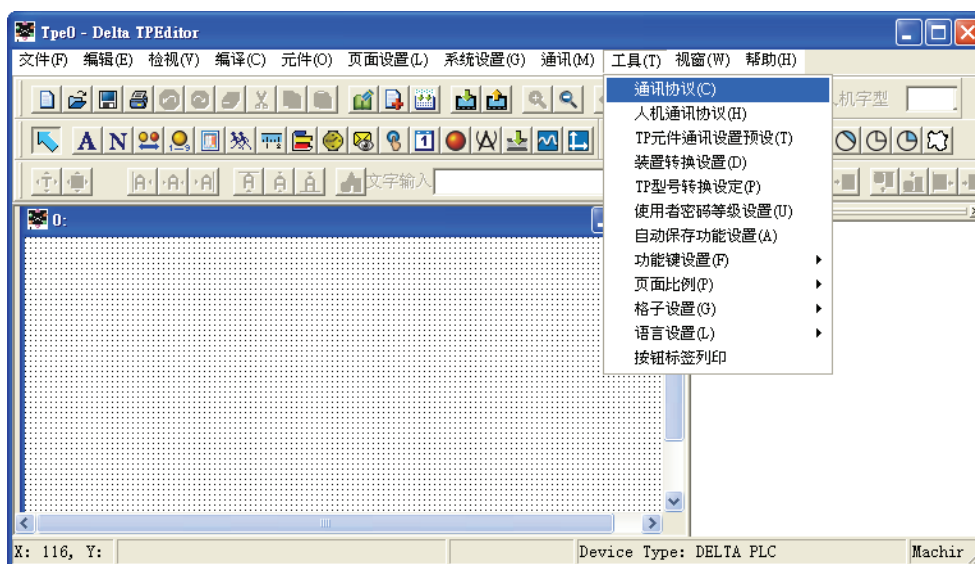 Tpe0 - Delta TPEditor
文件(F) 编辑(E) 检视(V) 编译(C) 元件(O) 页面设置(L) 系统设置(G) 通讯(M) 工具(T) 视窗(W) 帮助(H)
通讯协议(C)
人机字型
人机通讯协议(H)
TP元件通讯设置预设(T)
装置转换设置(D)
TP型号转换设定(P)
文字输入
使用者密码等级设置(U)
0:
自动保存功能设置(A)
功能键设置(F)
页面比例(P)
格子设置(G)
语言设置(L)
按钮标签列印
X: 116, Y: Device Type: DELTA PLC Machin